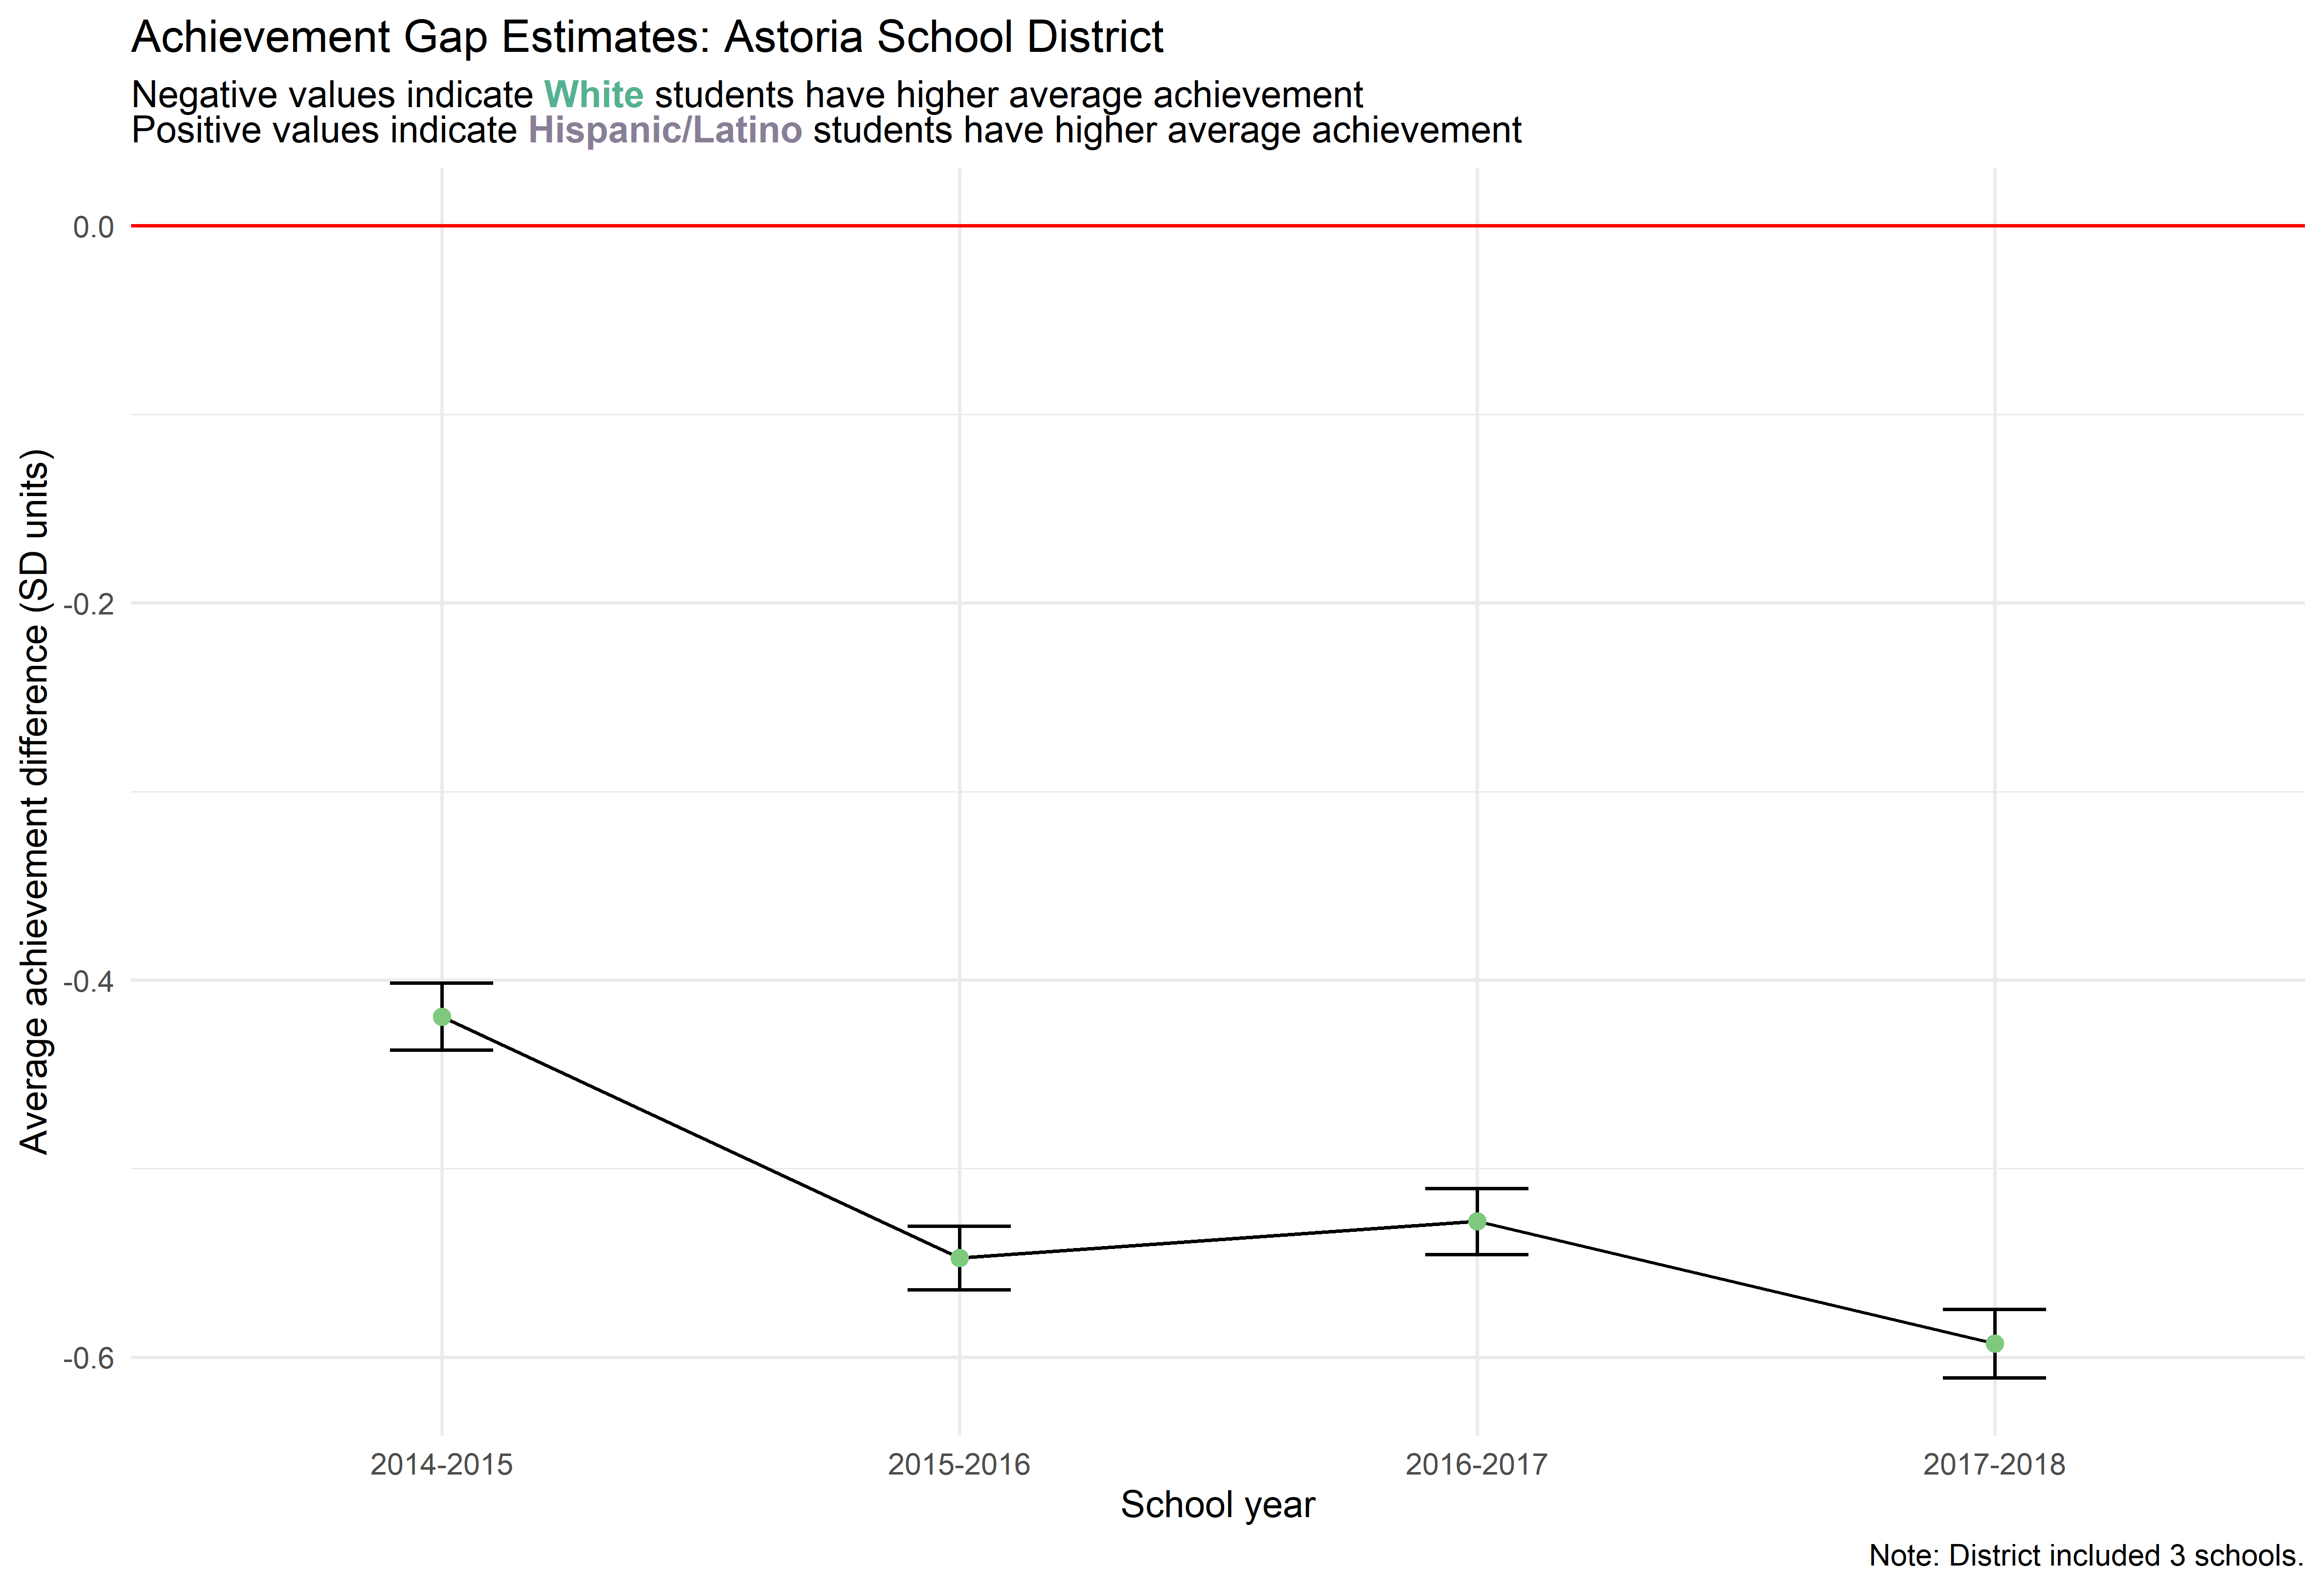 Achievement Gap Estimates: Astoria School District
Negative values indicate White students have higher average achievement
Positive values indicate Hispanic/Latino students have higher average achievement
Average achievement difference (SD units)
0.0
-0.2
-0.4
-0.6
2014-2015
2015-2016
2016-2017
2017-2018
School year
Note: District included 3 schools.